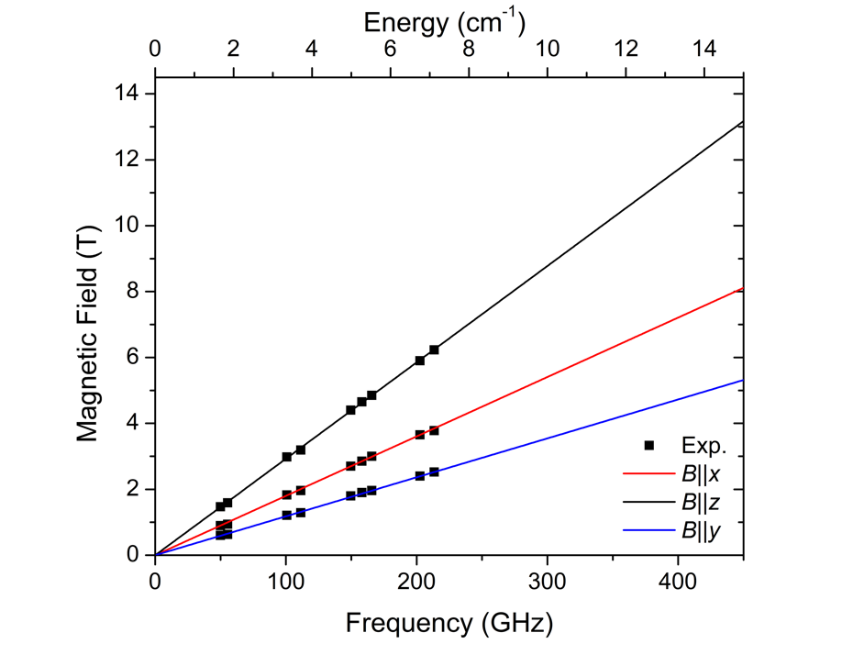 Energy (cm-1)
0 2 4 6 8 10 12 14
14
12
10
8
6
4
2
0
Magnetic Field (T)
Exp.
B||x
B||z
B||y
0 100 200 300 400
Frequency (GHz)